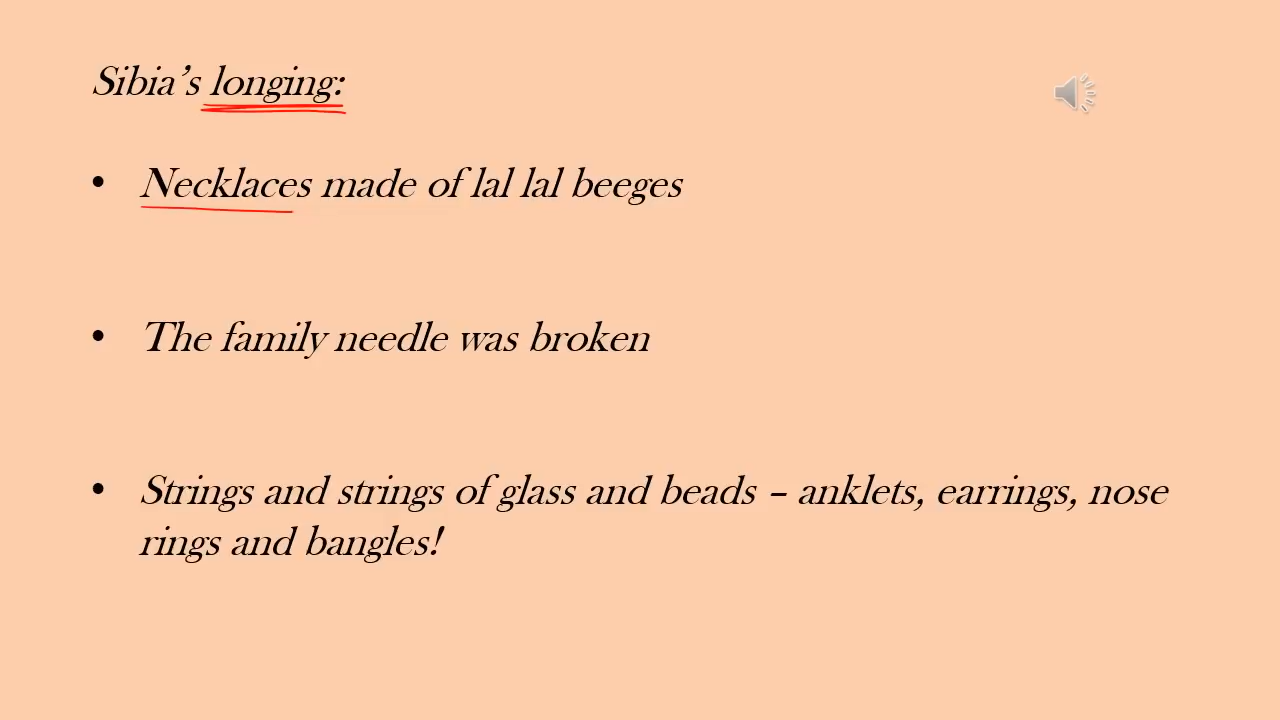 Sibia’s longing:
• Necklaces made of lal lal beeges
• The family needle was broken
• Strings and strings of glass and beads – anklets, earrings, nose
rings and bangles!